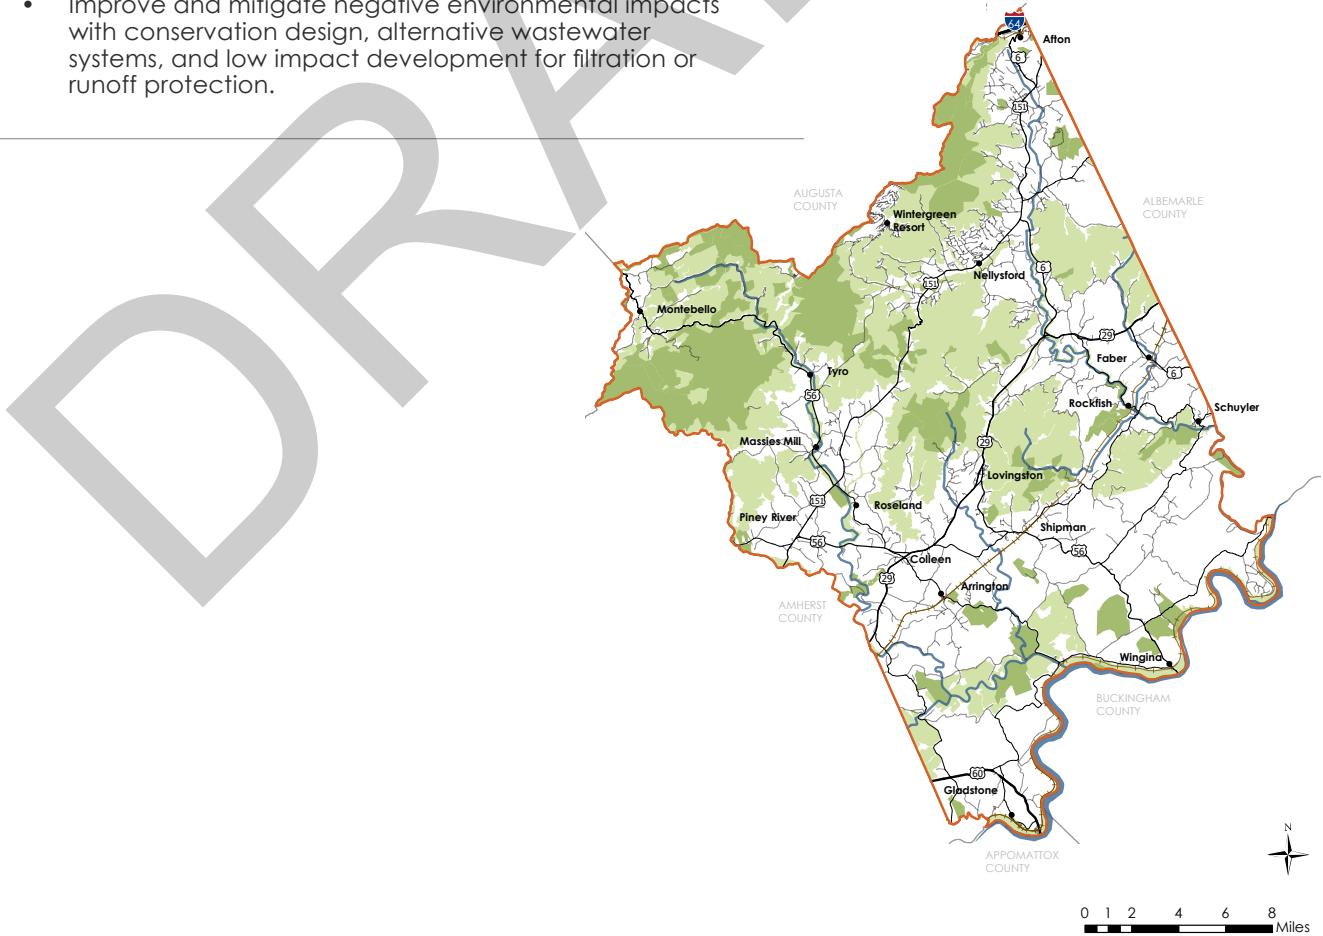 • Improve and mitigate negative environmental impacts
with conservation design, alternative wastewater
systems, and low impact development for filtration or
runoff protection.
DRA
64
Afton
6
151
AUGUSTA
COUNTY
ALBEMARLE
COUNTY
Wintergreen
Resort
Nellysford
6
151
Montebello
29
Faber
Tyro
6
56
Rockfish
Schuyler
Massies Mill
29
Lovingston
151
Roseland
Piney River
Shipman
56
56
Colleen
29
Arrington
AMHERST
COUNTY
Wingina
BUCKINGHAM
COUNTY
60
Gladstone
APPOMATTOX
COUNTY
N
0 1 2 4 6 8
Miles